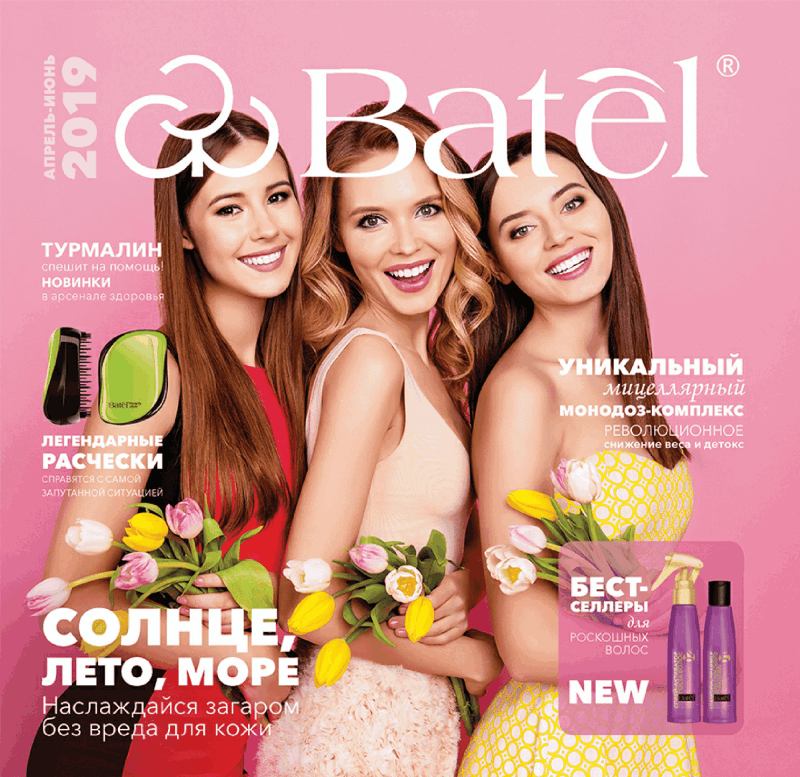 АПРЕЛЬ-ИЮНЬ
2019
Batel®
ТУРМАЛИН
спешит на помощь!
НОВИНКИ
в арсенале здоровья
Batel
ЛЕГЕНДАРНЫЕ
РАСЧЕСКИ
СПРАВЯТСЯ С САМОЙ
ЗАПУТАННОЙ СИТУАЦИЕЙ
УНИКАЛЬНЫЙ
мицеллярный
МОНОДОЗ-КОМПЛЕКС
РЕВОЛЮЦИОННОЕ
снижение веса и детокс
СОЛНЦЕ,
ЛЕТО, МОРЕ
Наслаждайся загаром
без вреда для кожи
БЕСТ-
СЕЛЛЕРЫ
для
РОСКОШНЫХ
ВОЛОС
NEW